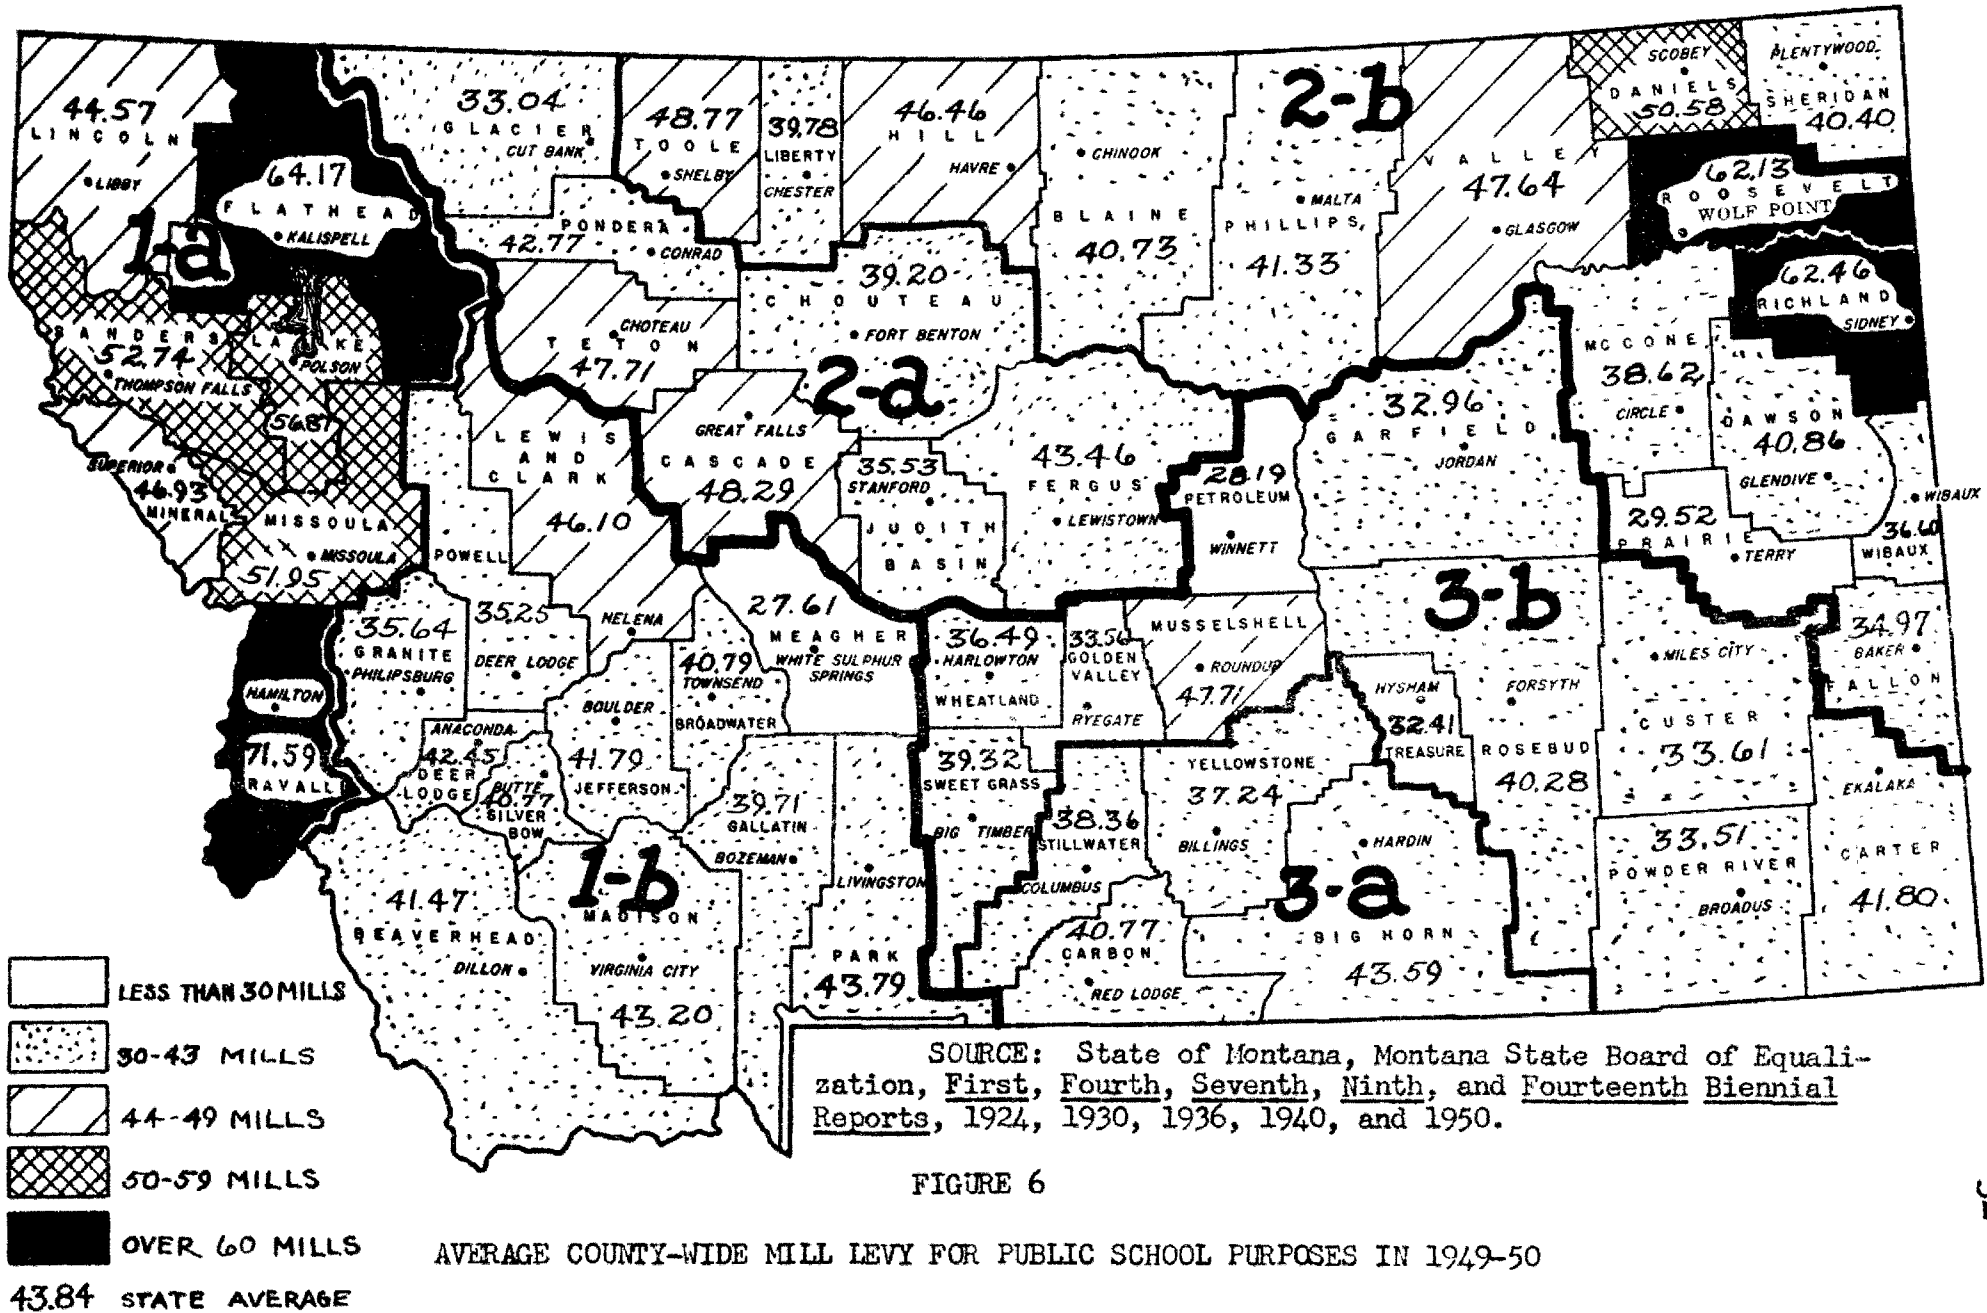 44.57
LINCOLN
LIBBY
1-a
64.17
FLATHEAD
KALISPELL
33.04
GLACIER
CUT BANK
48.77
TOOLE
SHELBY
39.78
LIBERTY
CHESTER
46.46
HILL
HAVRE
2-b
CHINOOK
BLAINE
40.73
MALTA
PHILLIPS
41.33
VALLEY
47.64
GLASGOW
SCOBEY
DANIELS
50.58
PLENTYWOOD
SHERIDAN
40.40
62.13
ROOSEVELT
WOLF POINT
62.46
RICHLAND
SIDNEY
PONDERA
42.77
CONRAD
CHOTEAU
TETON
47.71
39.20
CHOUTEAU
FORT BENTON
2-a
SANDERS
52.74
THOMPSON FALLS
LAKE
POLSON
56.87
SUPERIOR
46.93
MINERAL
MISSOULA
MISSOULA
51.95
POWELL
35.25
DEER LODGE
LEWIS
AND
CLARK
46.10
HELENA
GREAT FALLS
CASCADE
48.29
35.53
STANFORD
JUDITH
BASIN
43.46
FERGUS
LEWISTOWN
28.19
PETROLEUM
WINNETT
32.96
GARFIELD
JORDAN
MCCONE
38.62
CIRCLE
DAWSON
40.86
GLENDIVE
WIBAUX
36.60
WIBAUX
29.52
PRAIRIE
TERRY
3-b
35.64
GRANITE
PHILIPSBURG
HAMILTON
71.59
RAVALLI
ANACONDA
42.45
DEER
LODGE
BUTTE
40.77
SILVER
BOW
BOULDER
41.79
JEFFERSON
40.79
TOWNSEND
BROADWATER
27.61
MEAGHER
WHITE SULPHUR
SPRINGS
36.49
HARLOWTON
WHEATLAND
33.56
GOLDEN
VALLEY
RYEGATE
MUSSELSHELL
ROUNDUP
47.71
HYSHAM
32.41
TREASURE
FORSYTH
ROSEBUD
40.28
MILES CITY
CUSTER
33.61
34.97
BAKER
FALLON
EKALAKA
CARTER
41.80
33.51
POWDER RIVER
BROADUS
39.32
SWEET GRASS
BIG TIMBER
38.36
STILLWATER
COLUMBUS
YELLOWSTONE
37.24
BILLINGS
HARDIN
3-a
BIG HORN
43.59
40.77
CARBON
RED LODGE
39.71
GALLATIN
BOZEMAN
LIVINGSTON
PARK
43.79
1-b
MADISON
VIRGINIA CITY
43.20
41.47
BEAVERHEAD
DILLON
LESS THAN 30 MILLS
30-43 MILLS
44-49 MILLS
50-59 MILLS
OVER 60 MILLS
43.84 STATE AVERAGE
SOURCE: State of Montana, Montana State Board of Equali-
zation, First, Fourth, Seventh, Ninth, and Fourteenth Biennial
Reports, 1924, 1930, 1936, 1940, and 1950.
FIGURE 6
AVERAGE COUNTY-WIDE MILL LEVY FOR PUBLIC SCHOOL PURPOSES IN 1949-50